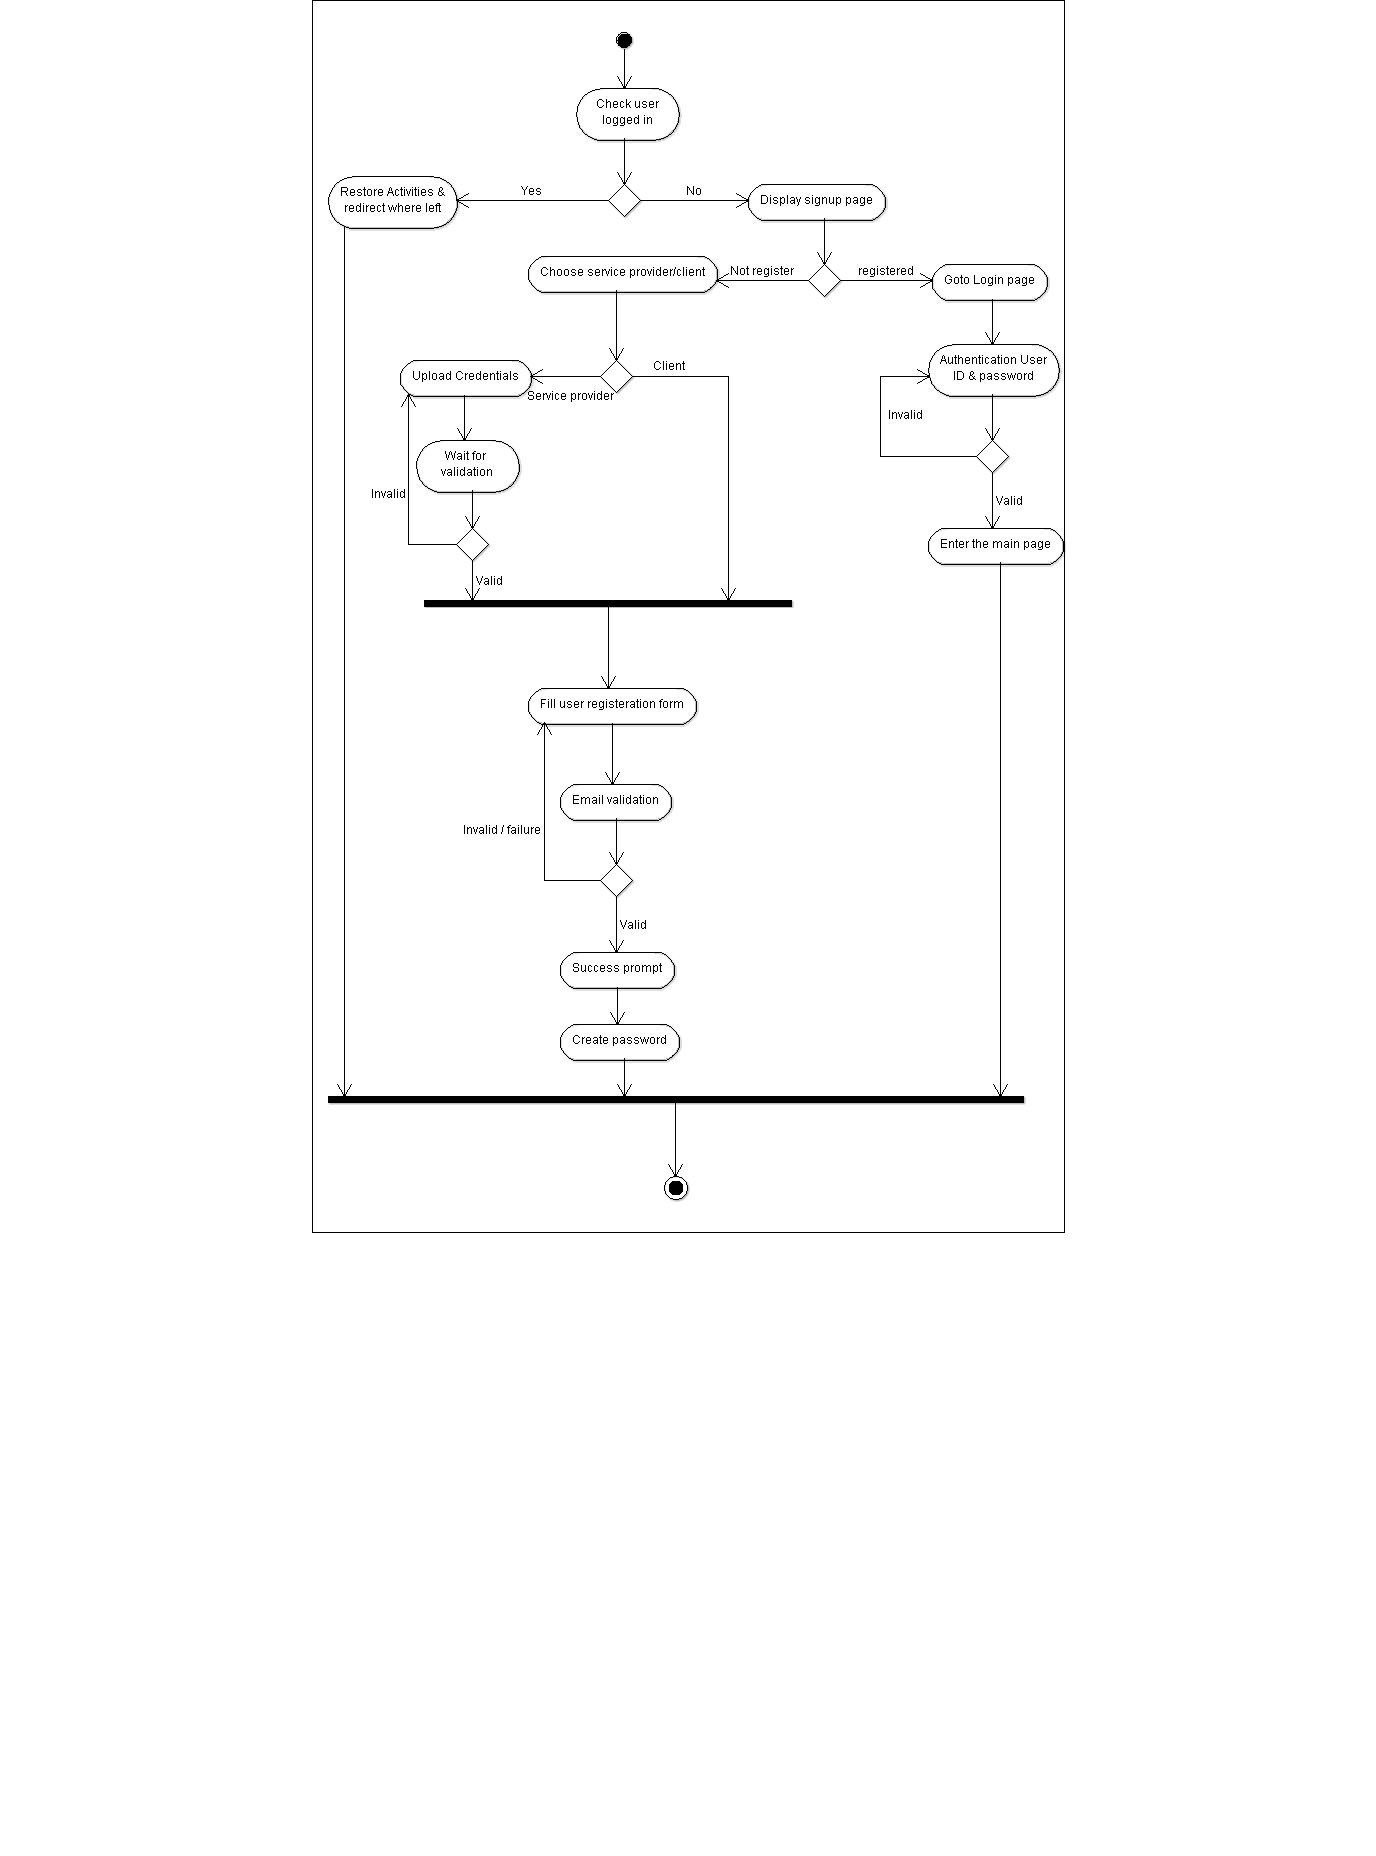 Check user
logged in
Yes
No
Restore Activities &
redirect where left
Display signup page
Choose service provider/client
Not register
registered
Goto Login page
Client
Authentication User
ID & password
Upload Credentials
Service provider
Invalid
Wait for
validation
Invalid
Valid
Enter the main page
Valid
Fill user registeration form
Email validation
Invalid / failure
Valid
Success prompt
Create password